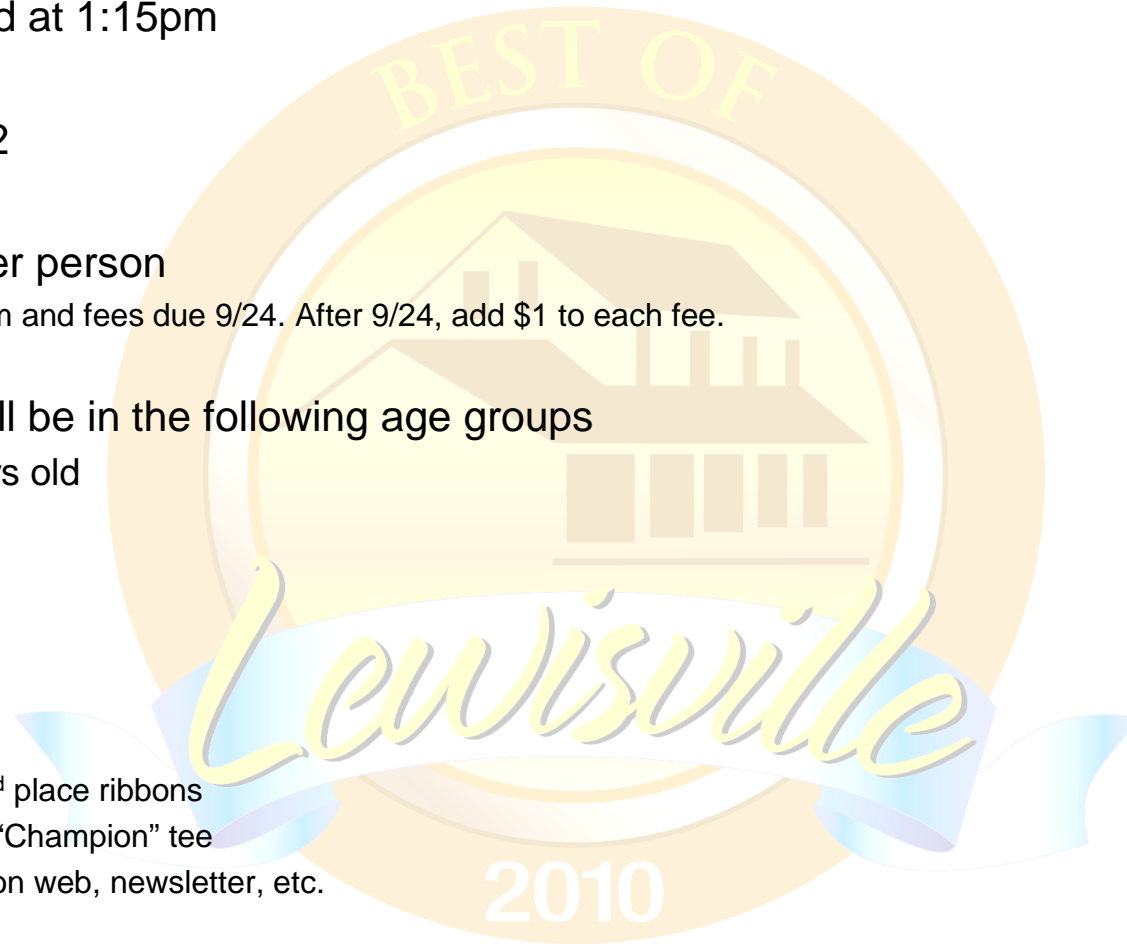 d at 1:15pm
BEST OF
2
er person
m and fees due 9/24. After 9/24, add $1 to each fee.
ll be in the following age groups
rs old
Lewisville
d place ribbons
“Champion” tee
on web, newsletter, etc.
2010